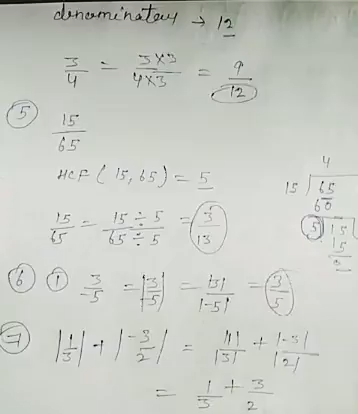 denominators → 12
3/4 = 3×3/4×3 = 9/12
⑤ 15/65
HCF (15, 65) = 5
15/65 = 15÷5/65÷5 = 3/13
4
15 ) 65
60
5 ) 15
15
0
⑥ ① 3/-5 = |3/-5| = |3|/|-5| = 3/5
⑦ |1/3| + |-3/2| = |1|/|3| + |-3|/|2|
= 1/3 + 3/2